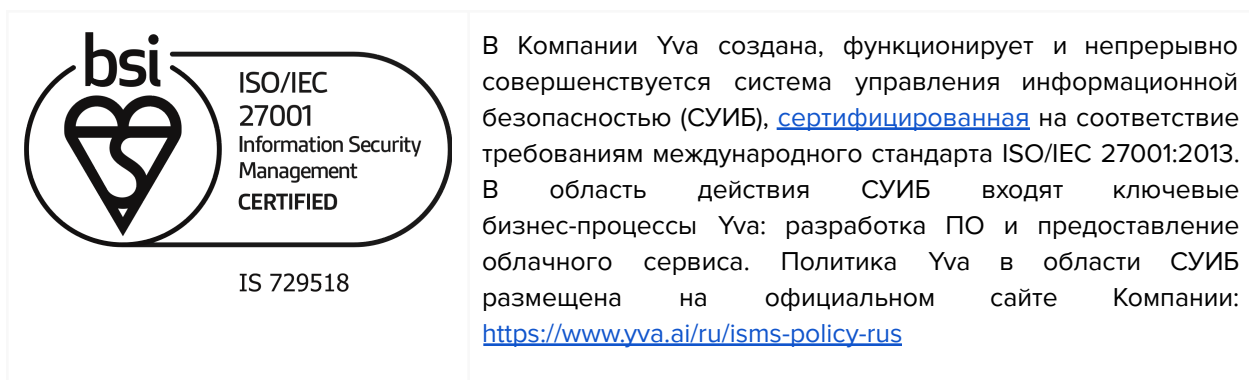 bsi
ISO/IEC
27001
Information Security
Management
CERTIFIED
IS 729518
В Компании Yva создана, функционирует и непрерывно
совершенствуется система управления информационной
безопасностью (СУИБ), сертифицированная на соответствие
требованиям международного стандарта ISO/IEC 27001:2013.
В область действия СУИБ входят ключевые
бизнес-процессы Yva: разработка ПО и предоставление
облачного сервиса. Политика Yva в области СУИБ
размещена на официальном сайте Компании:
https://www.yva.ai/ru/isms-policy-rus